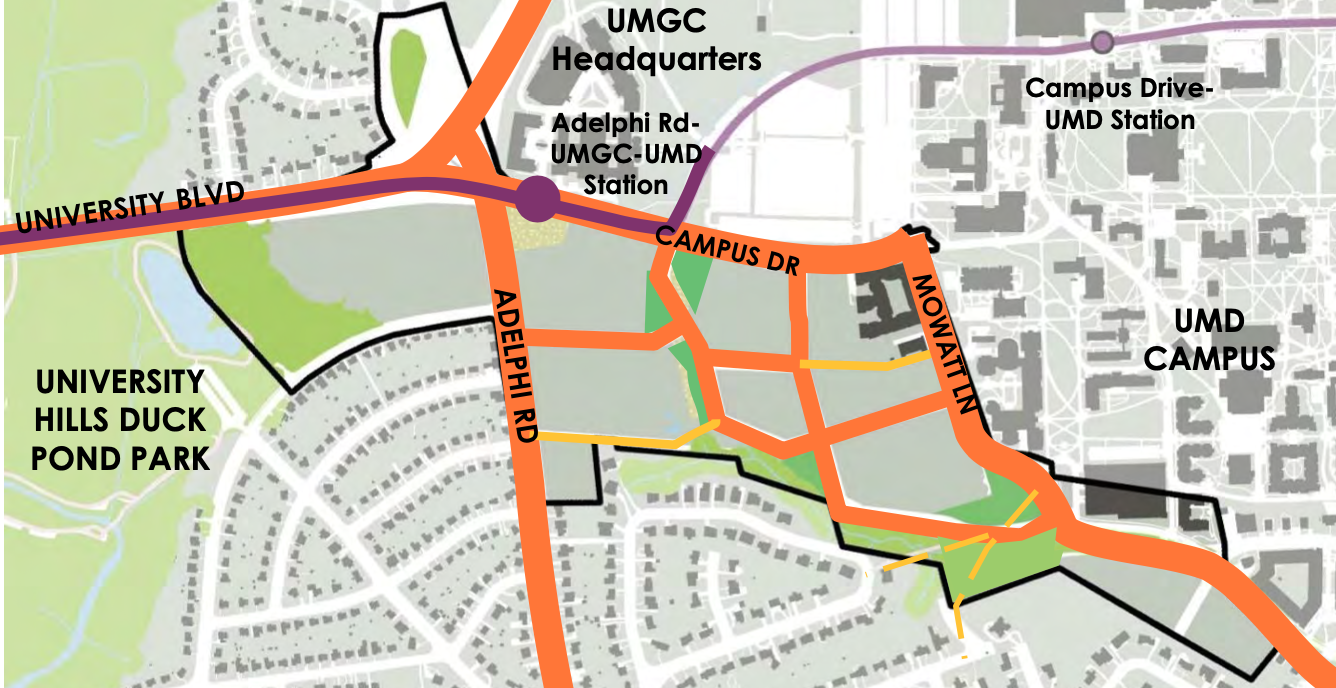 UMGC
Headquarters
Campus Drive-
UMD Station
Adelphi Rd-
UMGC-UMD
Station
UNIVERSITY BLVD
CAMPUS DR
ADELPHI RD
MOWATT LN
UMD
CAMPUS
UNIVERSITY
HILLS DUCK
POND PARK